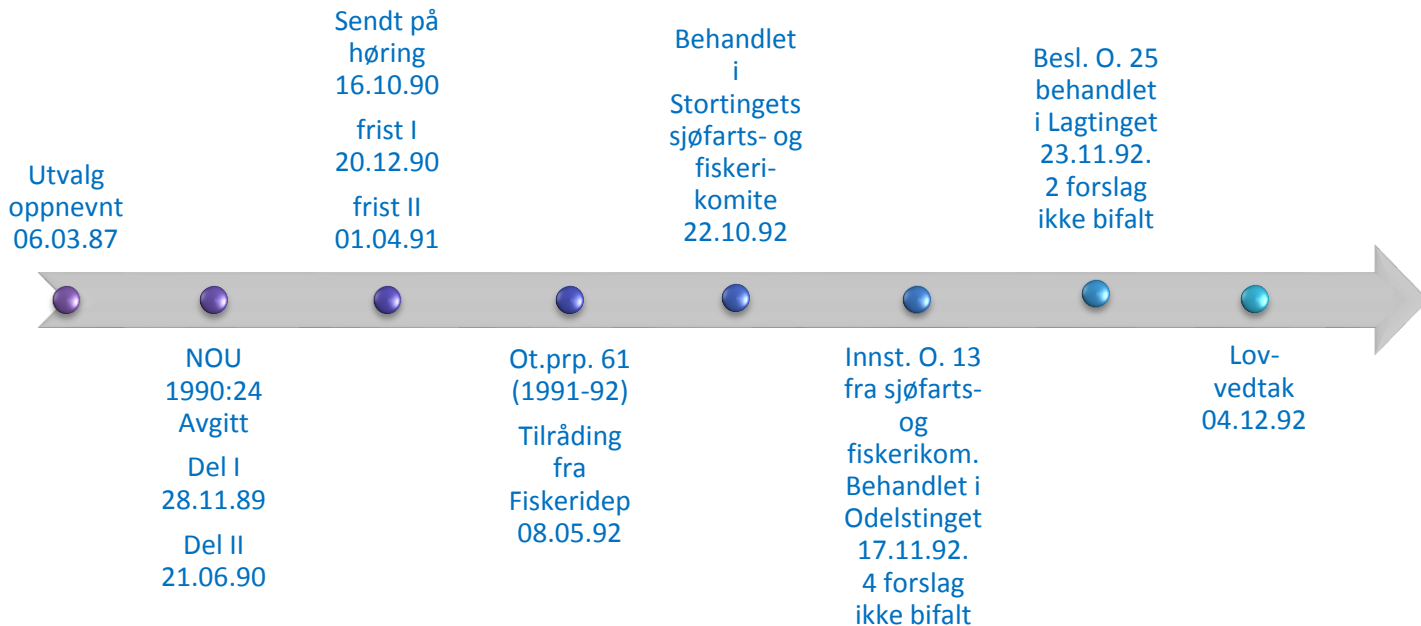 Utvalg
oppnevnt
06.03.87
NOU
1990:24
Avgitt
Del I
28.11.89
Del II
21.06.90
Sendt på
høring
16.10.90
frist I
20.12.90
frist II
01.04.91
Ot.prp. 61
(1991-92)
Tilråding
fra
Fiskeridep
08.05.92
Behandlet
i
Stortingets
sjøfarts- og
fiskeri-
komite
22.10.92
Innst. O. 13
fra sjøfarts-
og
fiskerikom.
Behandlet i
Odelstinget
17.11.92.
4 forslag
ikke bifalt
Besl. O. 25
behandlet
i Lagtinget
23.11.92.
2 forslag
ikke bifalt
Lov-
vedtak
04.12.92